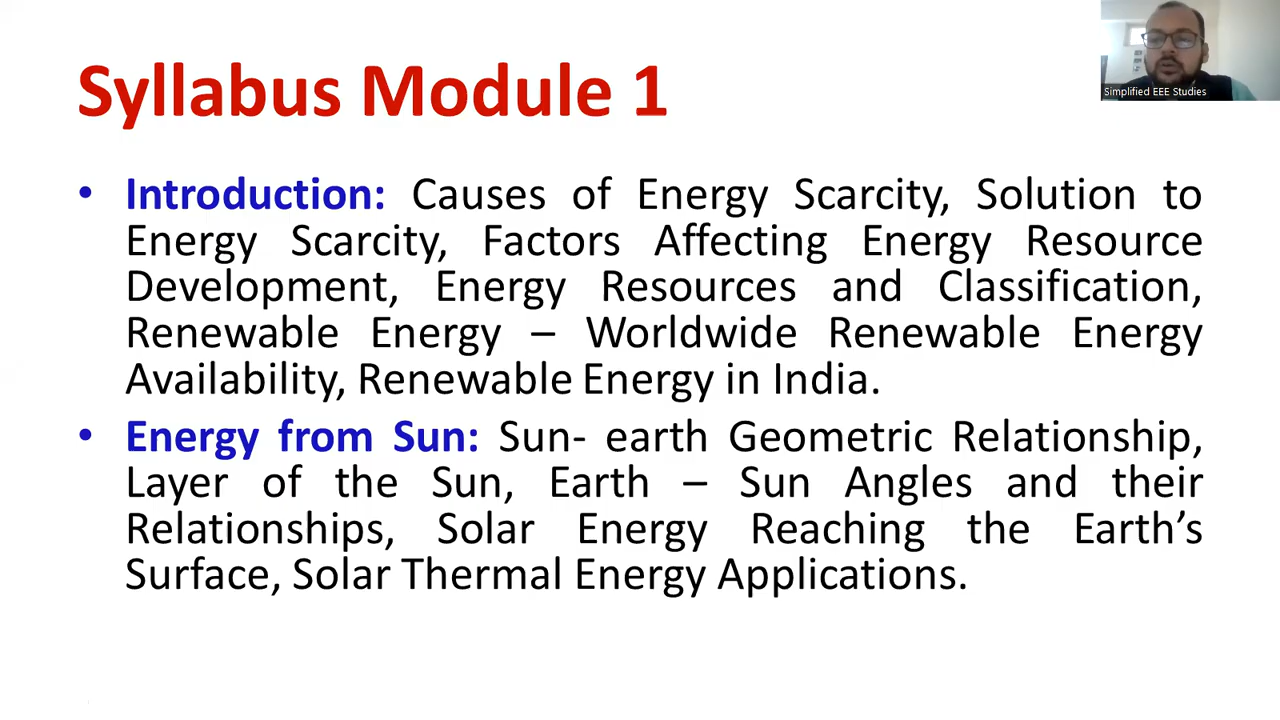 Syllabus Module 1
Simplified EEE Studies
• Introduction: Causes of Energy Scarcity, Solution to
Energy Scarcity, Factors Affecting Energy Resource
Development, Energy Resources and Classification,
Renewable Energy – Worldwide Renewable Energy
Availability, Renewable Energy in India.
• Energy from Sun: Sun- earth Geometric Relationship,
Layer of the Sun, Earth – Sun Angles and their
Relationships, Solar Energy Reaching the Earth’s
Surface, Solar Thermal Energy Applications.